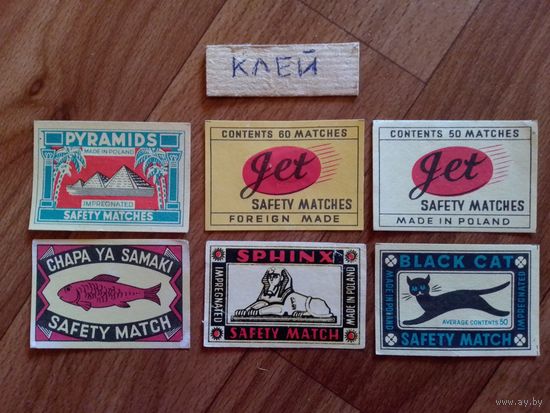 КЛЕЙ
PYRAMIDS
MADE IN POLAND
IMPREGNATED
SAFETY MATCHES
CONTENTS 60 MATCHES
Jet
SAFETY MATCHES
FOREIGN MADE
CONTENTS 50 MATCHES
Jet
SAFETY MATCHES
MADE IN POLAND
CHAPA YA SAMAKI
SAFETY MATCH
SPHINX
IMPREGNATED
MADE IN POLAND
SAFETY MATCH
BLACK CAT
MADE IN POLAND
IMPREGNATED
AVERAGE CONTENTS 50
SAFETY MATCH
www.ay.by